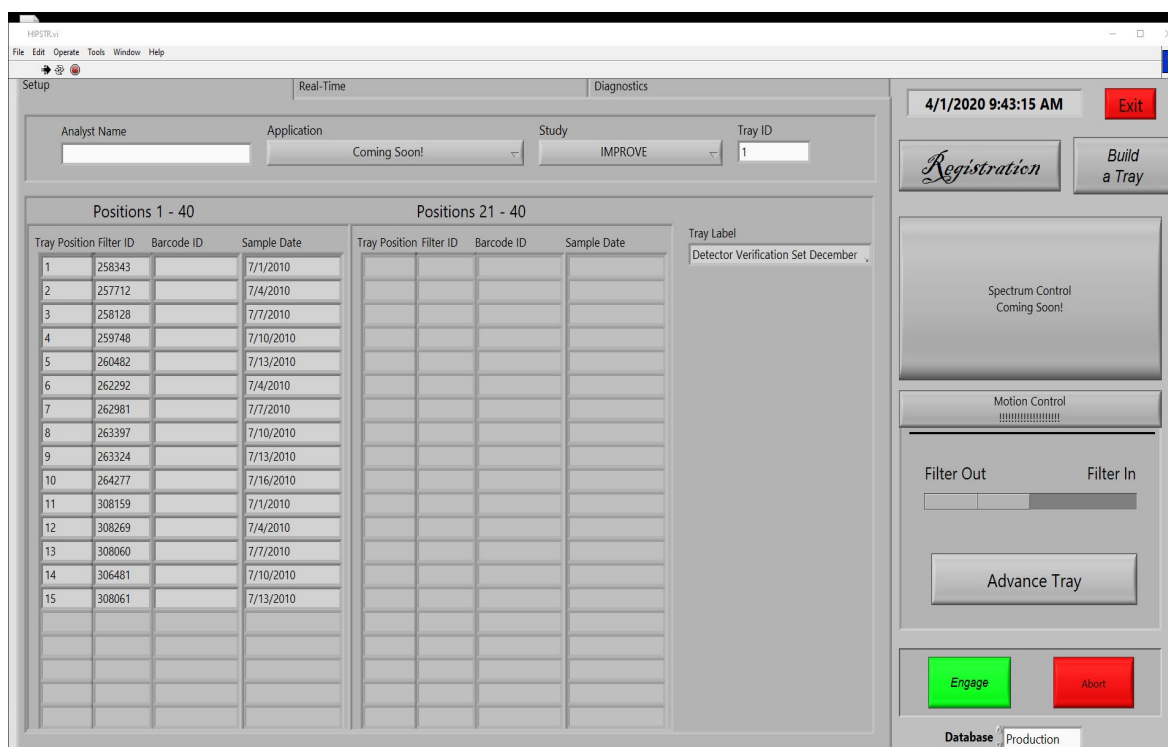 HIPSTR.vi
File Edit Operate Tools Window Help
Setup Real-Time Diagnostics
4/1/2020 9:43:15 AM Exit
Analyst Name Application Study Tray ID
Coming Soon! IMPROVE 1
Registration Build a Tray
Positions 1 - 40 Positions 21 - 40
Tray Position Filter ID Barcode ID Sample Date Tray Position Filter ID Barcode ID Sample Date
Tray Label
Detector Verification Set December
1 258343 7/1/2010
2 257712 7/4/2010
3 258128 7/7/2010
4 259748 7/10/2010
5 260482 7/13/2010
6 262292 7/4/2010
7 262981 7/7/2010
8 263397 7/10/2010
9 263324 7/13/2010
10 264277 7/16/2010
11 308159 7/1/2010
12 308269 7/4/2010
13 308060 7/7/2010
14 306481 7/10/2010
15 308061 7/13/2010
Spectrum Control
Coming Soon!
Motion Control
!!!!!!!!!!!!!!!!!!!!
Filter Out Filter In
Advance Tray
Engage Abort
Database Production